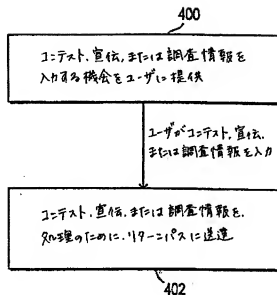 400
コンテスト、宣伝、または調査情報を
入力する機会をユーザに提供
ユーザがコンテスト、宣伝、
または調査情報を入力
コンテスト、宣伝、または調査情報を、
処理のために、リターンパスに送達
402